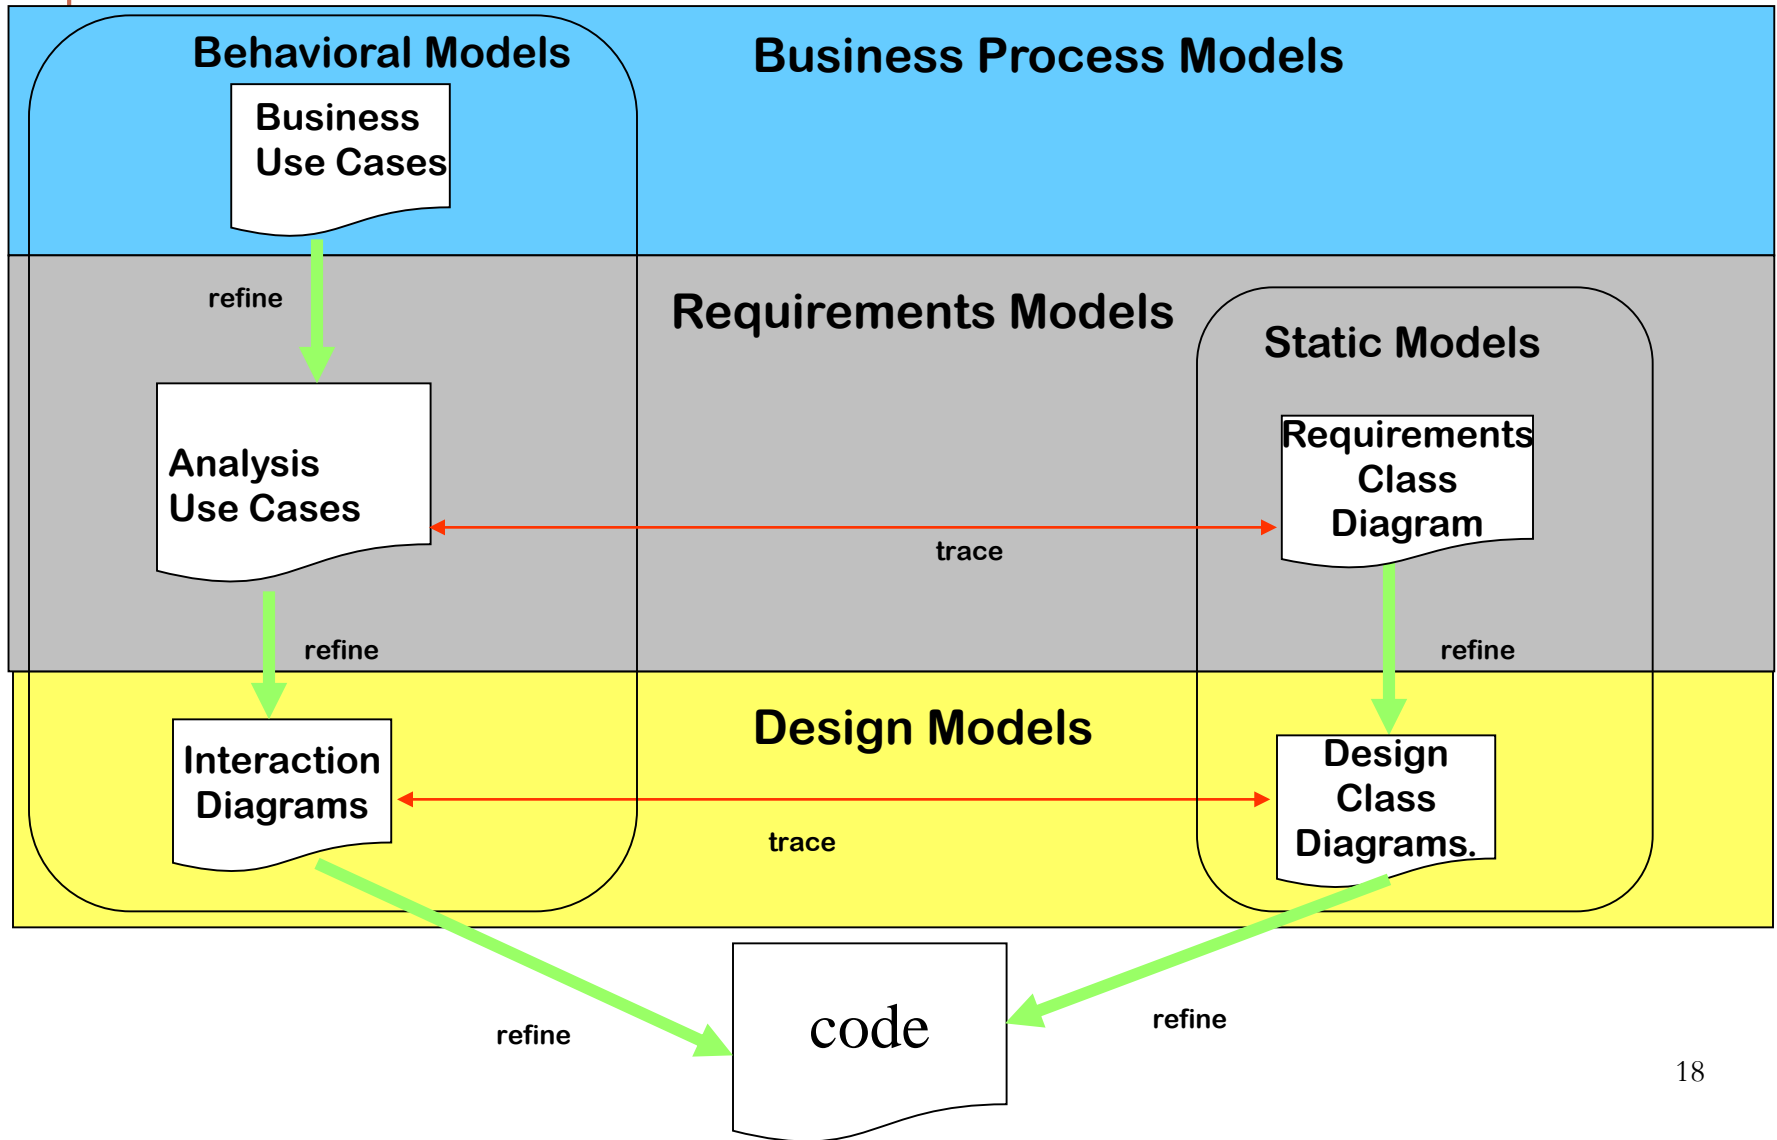 Behavioral Models
Business Process Models
Business
Use Cases
refine
Requirements Models
Static Models
Analysis
Use Cases
Requirements
Class
Diagram
trace
refine
refine
Design Models
Interaction
Diagrams
Design
Class
Diagrams.
trace
code
refine
refine
18